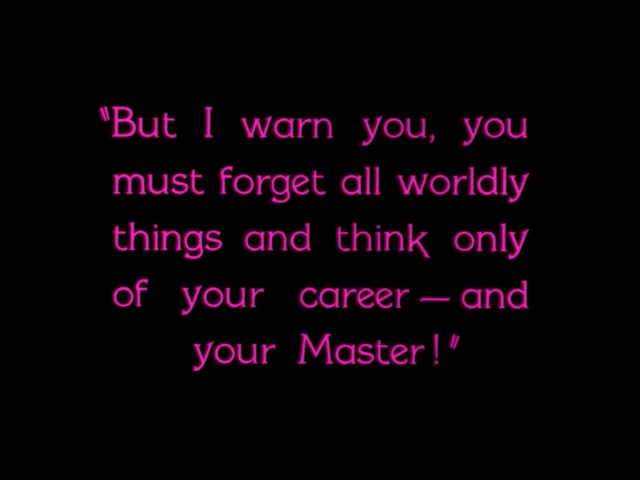 "But I warn you, you
must forget all worldly
things and think only
of your career — and
your Master!"